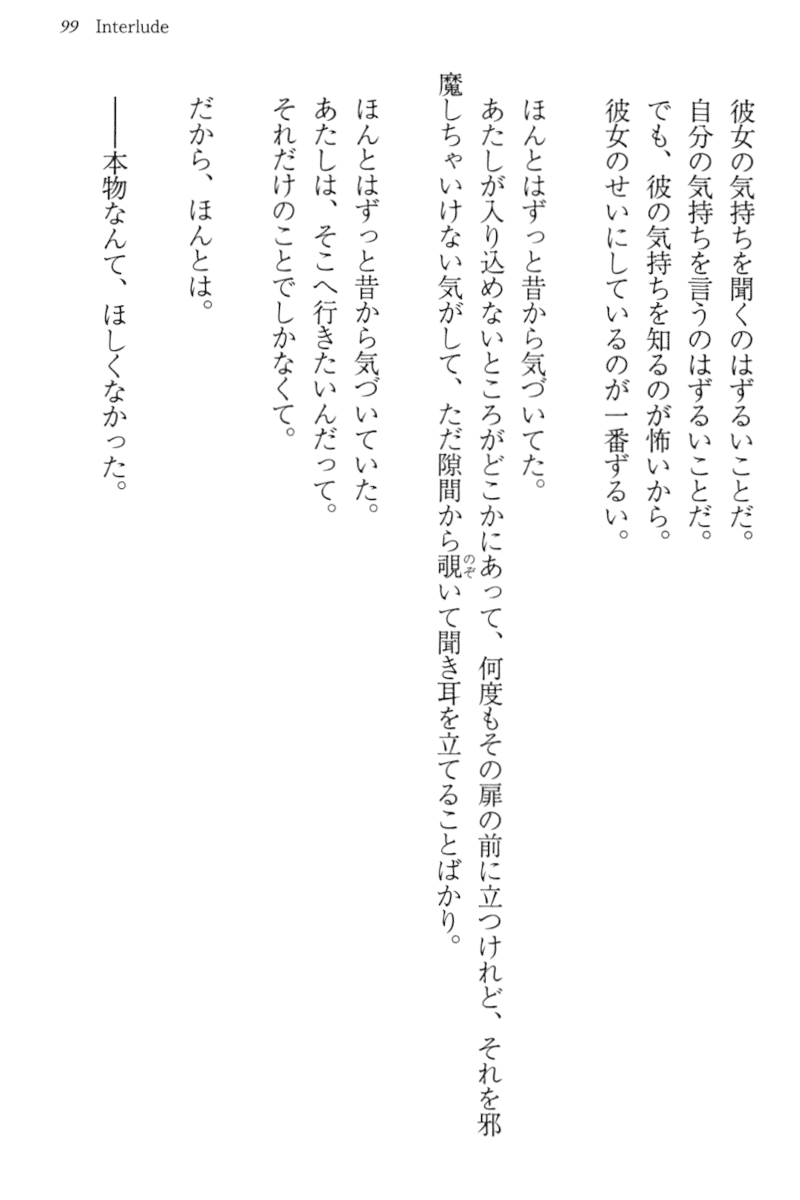 99 Interlude
彼女の気持ちを聞くのはずるいことだ。
自分の気持ちを言うのはずるいことだ。
でも、彼の気持ちを知るのが怖いから。
彼女のせいにしているのが一番ずるい。
ほんとはずっと昔から気づいてた。
あたしが入り込めないところがどこかにあって、何度もその扉の前に立つけれど、それを邪
魔しちゃいけない気がして、ただ隙間から覗いて聞き耳を立てることばかり。
のぞ
ほんとはずっと昔から気づいていた。
あたしは、そこへ行きたいんだって。
それだけのことでしかなくて。
だから、ほんとは。
――本物なんて、ほしくなかった。